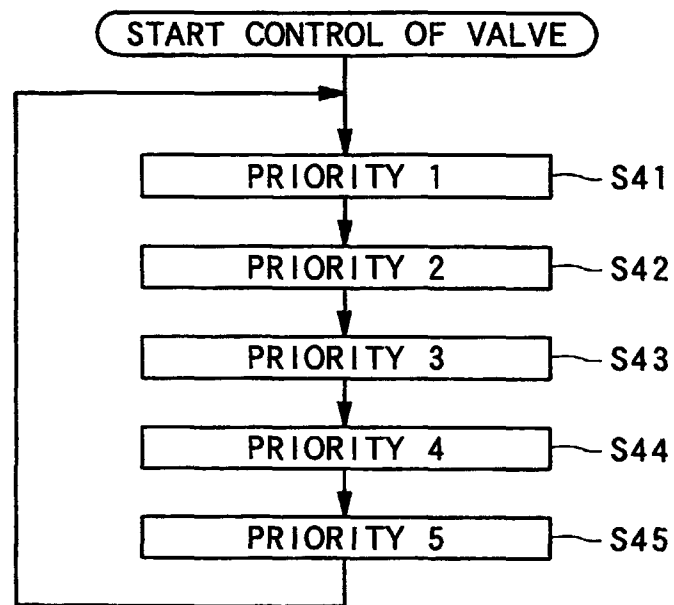 START CONTROL OF VALVE
PRIORITY 1 S41
PRIORITY 2 S42
PRIORITY 3 S43
PRIORITY 4 S44
PRIORITY 5 S45